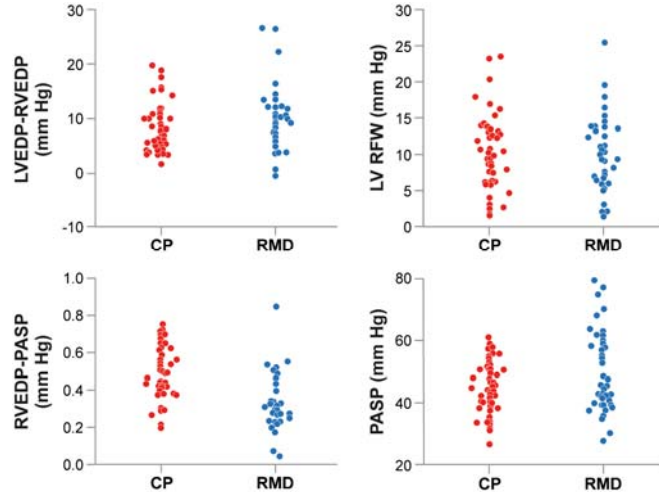 LVEDP-RVEDP
(mm Hg)
30
20
10
0
-10
CP
RMD
LV RFW (mm Hg)
30
25
20
15
10
5
0
CP
RMD
RVEDP-PASP
(mm Hg)
1.0
0.8
0.6
0.4
0.2
0.0
CP
RMD
PASP (mm Hg)
80
60
40
20
CP
RMD